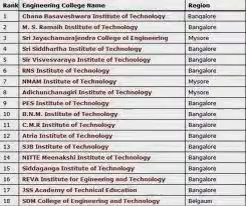 Rank Engineering College Name Region
1 Chana Basaveshwara Institute of Technology Bangalore
2 M. S. Ramaih Institute of Technology Bangalore
3 Sri Jayachamarajendra College of Engineering Mysore
4 Sri Siddhartha Institute of Technology Bangalore
5 Sir Visvesvaraya Institute of Technology Bangalore
6 RNS Institute of Technology Bangalore
7 NNAM Institute of Technology Mysore
8 Adichunchanagiri Institute of Technology Mysore
9 PES Institute of Technology Bangalore
10 B.N.M. Institute of Technology Bangalore
11 C.M.R Institute of Technology Bangalore
12 Atria Institute of Technology Bangalore
13 SJB Institute of Technology Bangalore
14 NITTE Meenakshi Institute of Technology Bangalore
15 Siddaganga Institute of Technology Bangalore
16 REVA Institute for Egineering and Technology Bangalore
17 JSS Academy of Technical Education Bangalore
18 SDM College of Engineering and Technology Belgaum